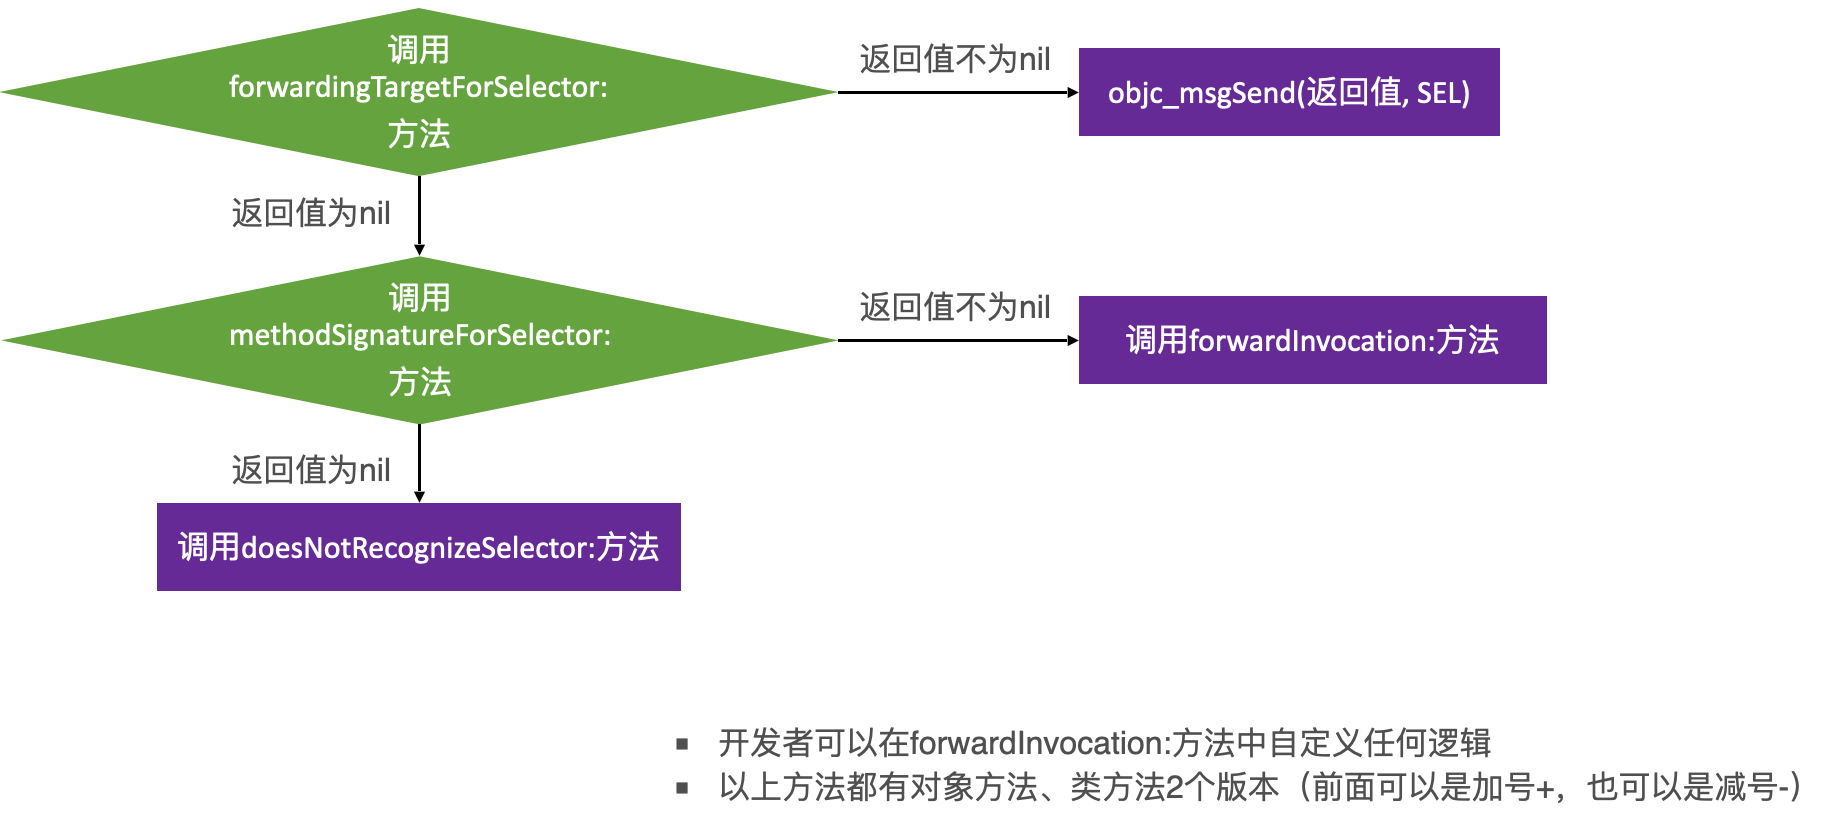 调用
forwardingTargetForSelector:
方法
返回值不为nil
objc_msgSend(返回值, SEL)
返回值为nil
调用
methodSignatureForSelector:
方法
返回值不为nil
调用forwardInvocation:方法
返回值为nil
调用doesNotRecognizeSelector:方法
▪ 开发者可以在forwardInvocation:方法中自定义任何逻辑
▪ 以上方法都有对象方法、类方法2个版本（前面可以是加号+，也可以是减号-）